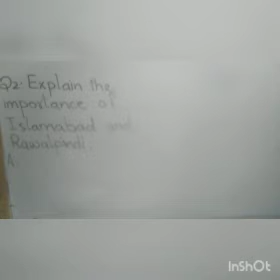 Q2. Explain the
importance of
Islamabad and
Rawalpindi.
A.
InShOt